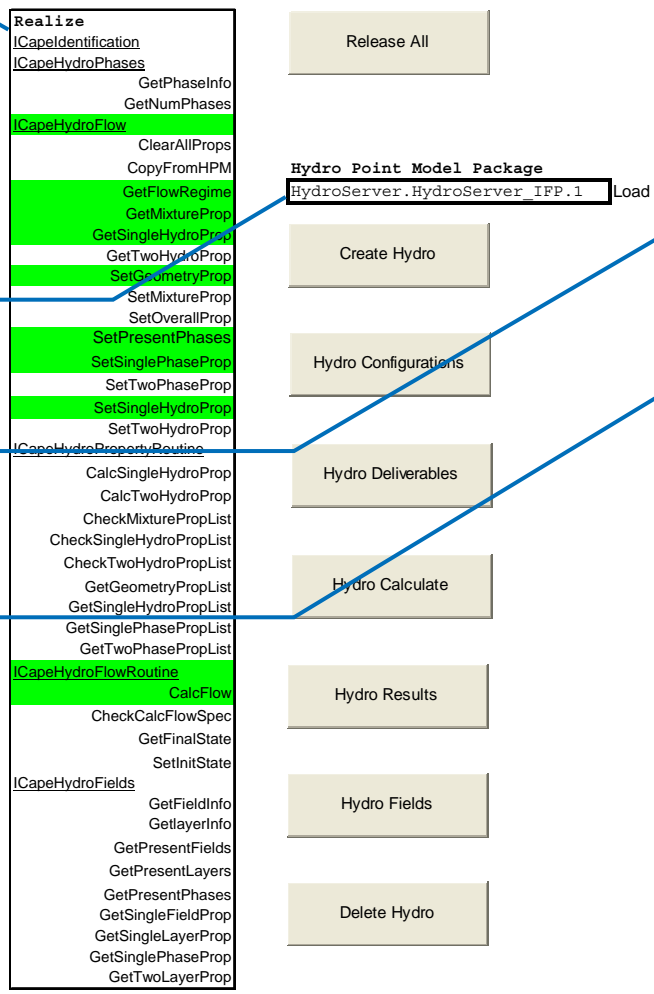 Realize
ICapeIdentification
ICapeHydroPhases
GetPhaseInfo
GetNumPhases
ICapeHydroFlow
ClearAllProps
CopyFromHPM
GetFlowRegime
GetMixtureProp
GetSingleHydroProp
GetTwoHydroProp
SetGeometryProp
SetMixtureProp
SetOverallProp
SetPresentPhases
SetSinglePhaseProp
SetTwoPhaseProp
SetSingleHydroProp
SetTwoHydroProp
ICapeHydroPropertyRoutine
CalcSingleHydroProp
CalcTwoHydroProp
CheckMixturePropList
CheckSingleHydroPropList
CheckTwoHydroPropList
GetGeometryPropList
GetSingleHydroPropList
GetSinglePhasePropList
GetTwoPhasePropList
ICapeHydroFlowRoutine
CalcFlow
CheckCalcFlowSpec
GetFinalState
SetInitState
ICapeHydroFields
GetFieldInfo
GetlayerInfo
GetPresentFields
GetPresentLayers
GetPresentPhases
GetSingleFieldProp
GetSingleLayerProp
GetSinglePhaseProp
GetTwoLayerProp
Release All
Hydro Point Model Package
HydroServer.HydroServer_IFP.1 Load
Create Hydro
Hydro Configurations
Hydro Deliverables
Hydro Calculate
Hydro Results
Hydro Fields
Delete Hydro